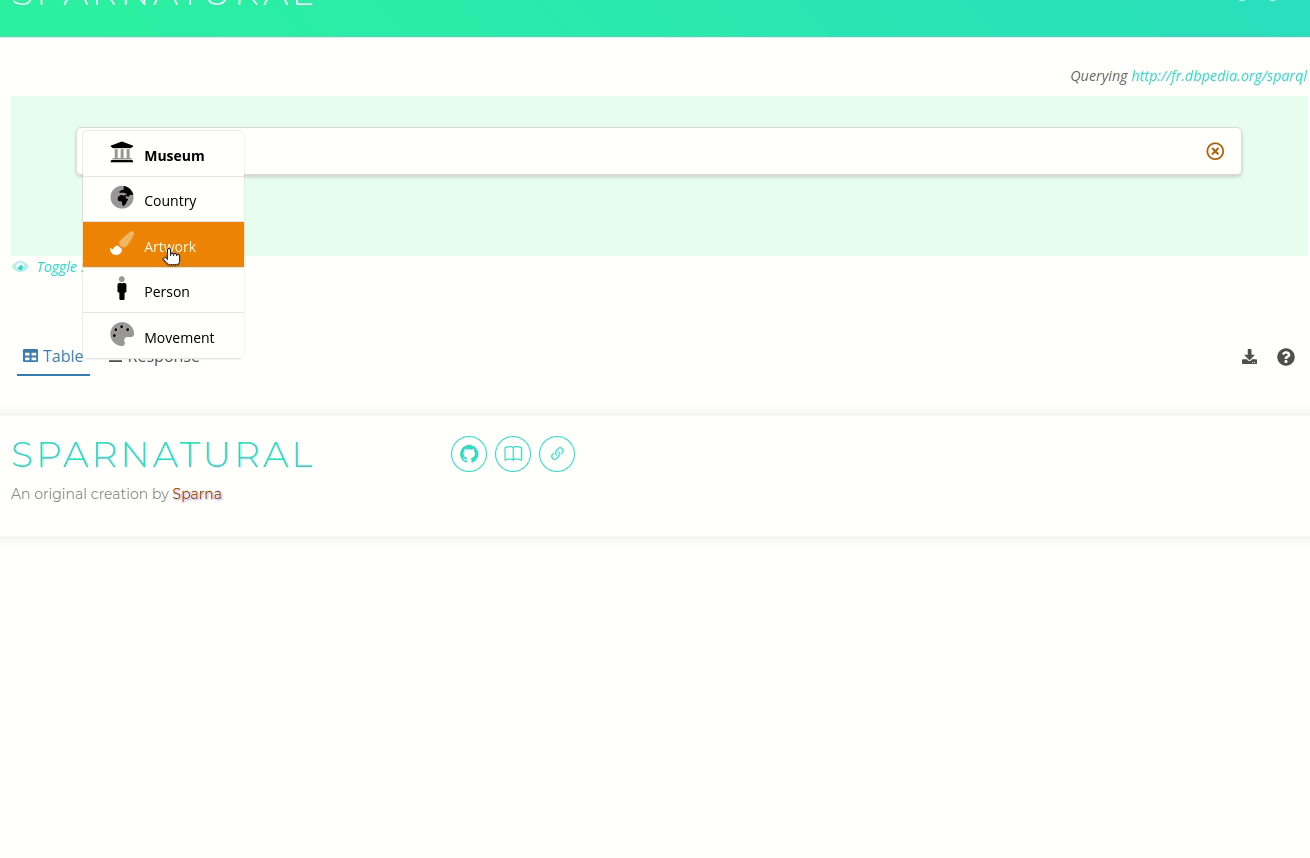 SPARNATURAL
Querying http://fr.dbpedia.org/sparql
Museum
Country
Artwork
Toggle
Person
Movement
Table Response
SPARNATURAL
An original creation by Sparna